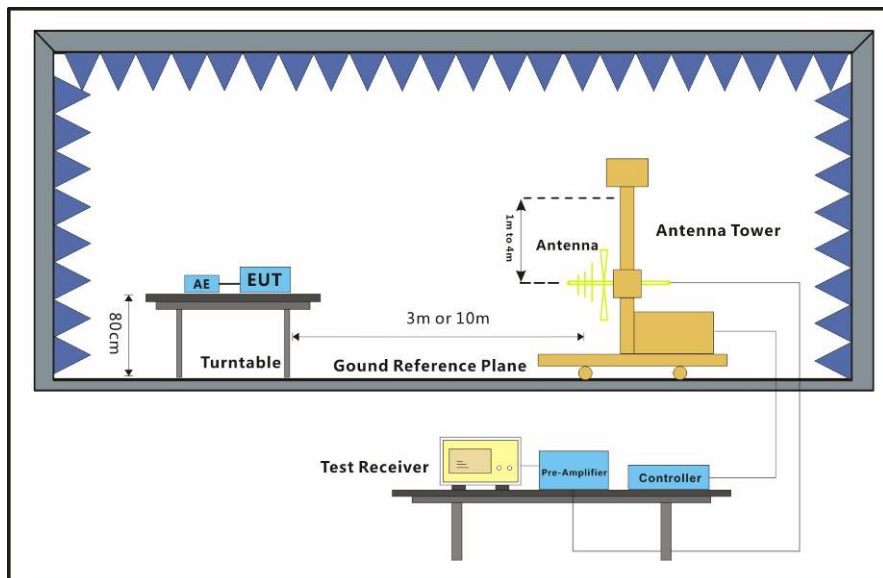 1m to 4m
Antenna
Antenna Tower
AE
EUT
80cm
3m or 10m
Turntable
Gound Reference Plane
Test Receiver
Pre-Amplifier
Controller